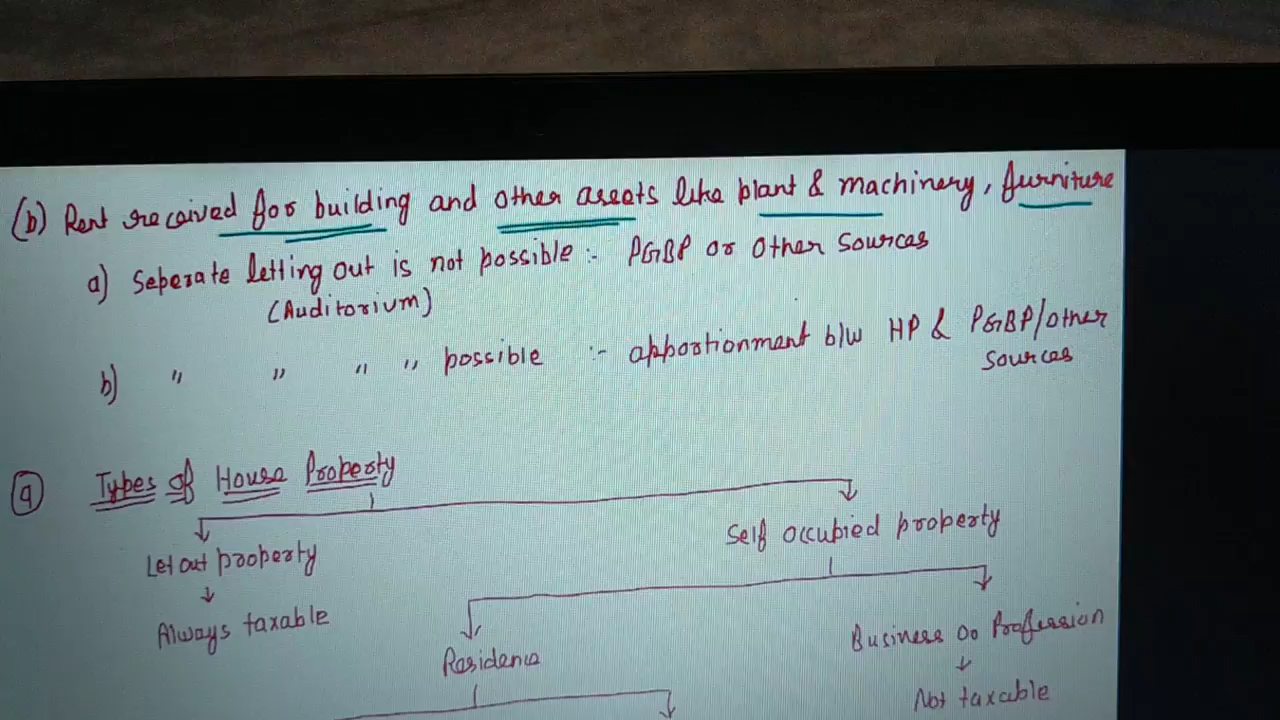 (b) Rent received for building and other assets like plant & machinery, furniture
a) Seperate letting out is not possible :- PGBP or Other Sources
(Auditorium)
b) " " " " possible :- apportionment b/w HP & PGBP/other
Sources
9 Types of House Property
Let out property Self occupied property
Always taxable
Residence Business or Profession
Not taxable